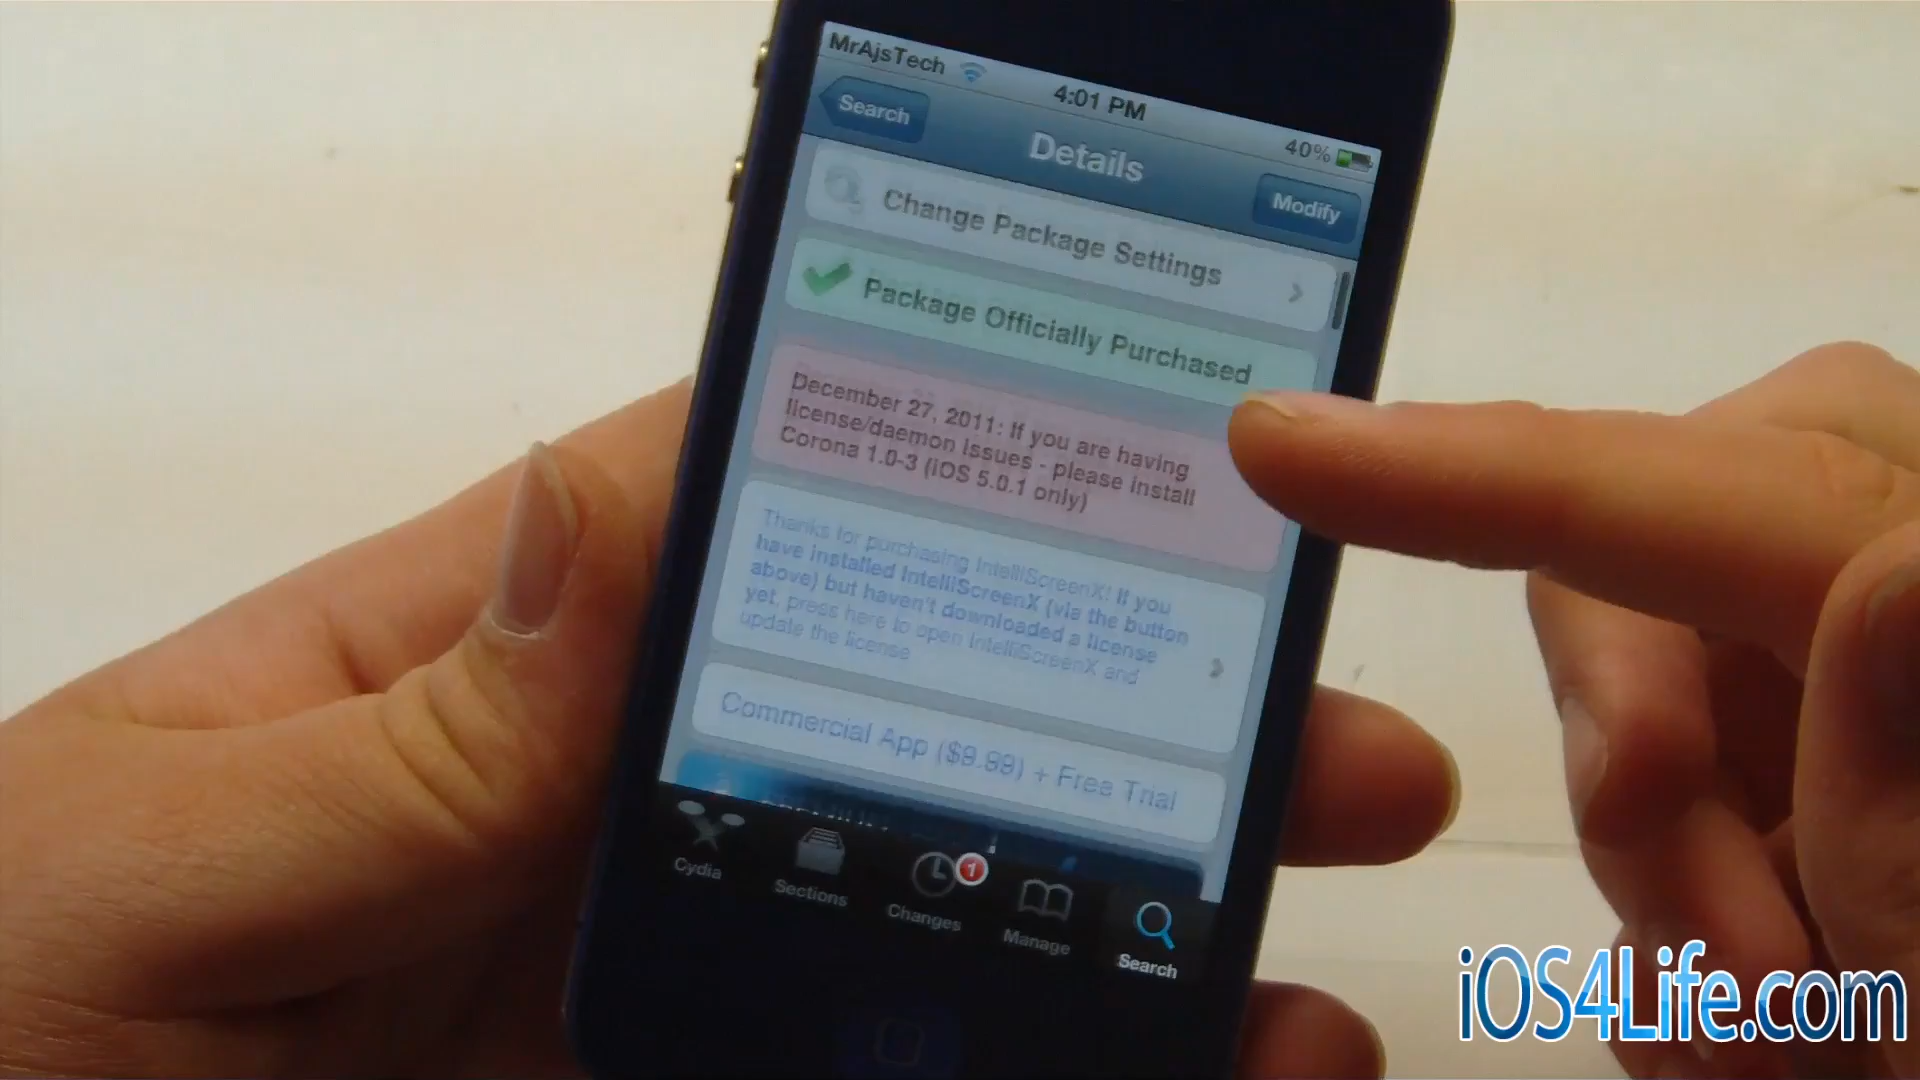 MrAjsTech
4:01 PM
40%
Search
Details
Modify
Change Package Settings
Package Officially Purchased
December 27, 2011: If you are having
license/daemon issues - please install
Corona 1.0-3 (iOS 5.0.1 only)
Thanks for purchasing IntelliScreenX! If you
have installed IntelliScreenX (via the button
above) but haven't downloaded a license
yet, press here to open IntelliScreenX and
update the license
Commercial App ($9.99) + Free Trial
Cydia
Sections
Changes
1
Manage
Search
iOS4Life.com